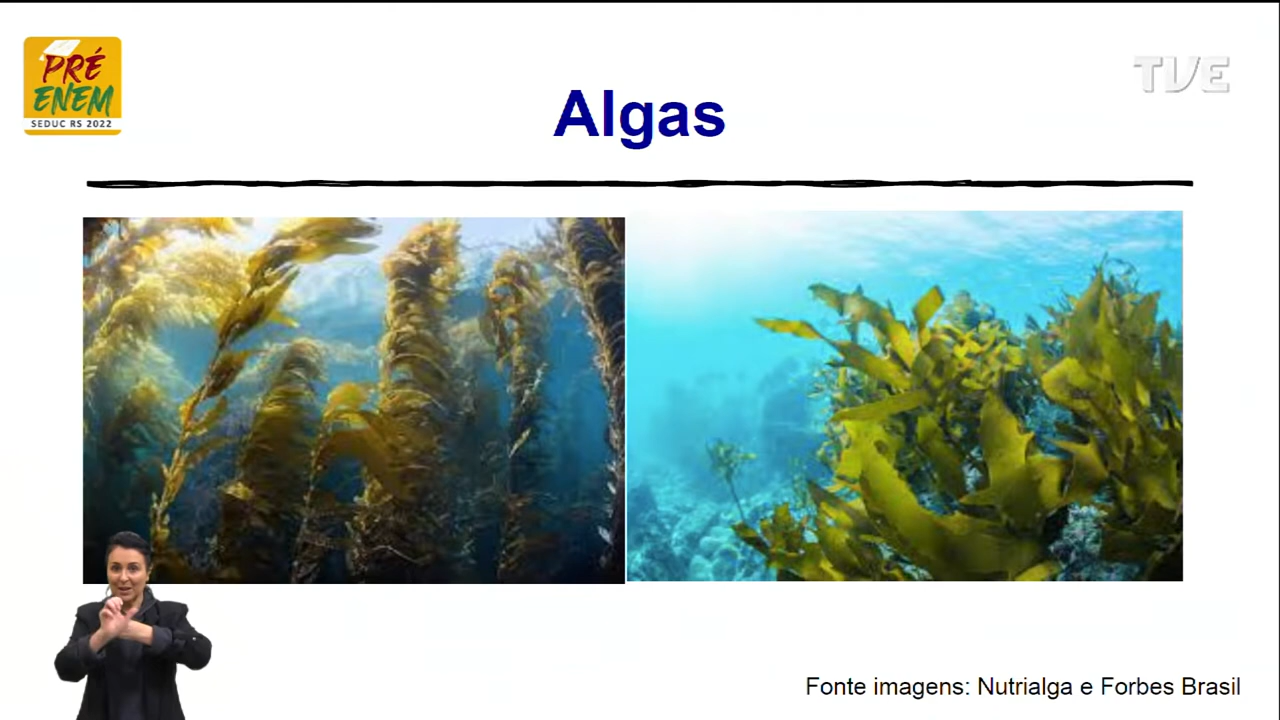 PRÉ
ENEM
SEDUC RS 2022
TVE
Algas
Fonte imagens: Nutrialga e Forbes Brasil